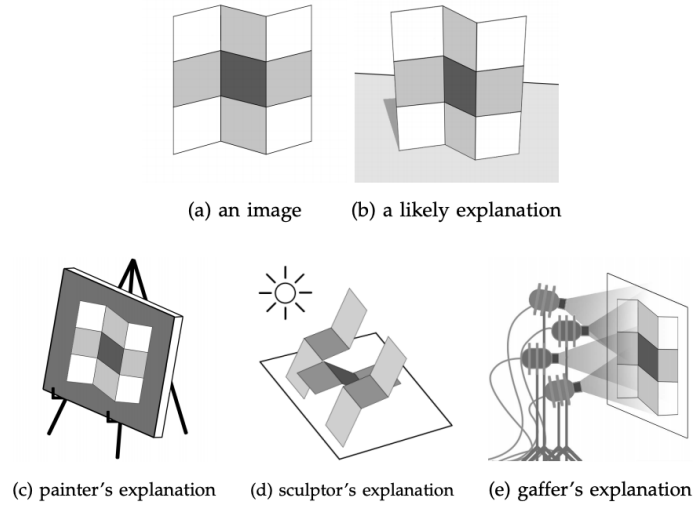 (a) an image
(b) a likely explanation
(c) painter's explanation
(d) sculptor's explanation
(e) gaffer's explanation